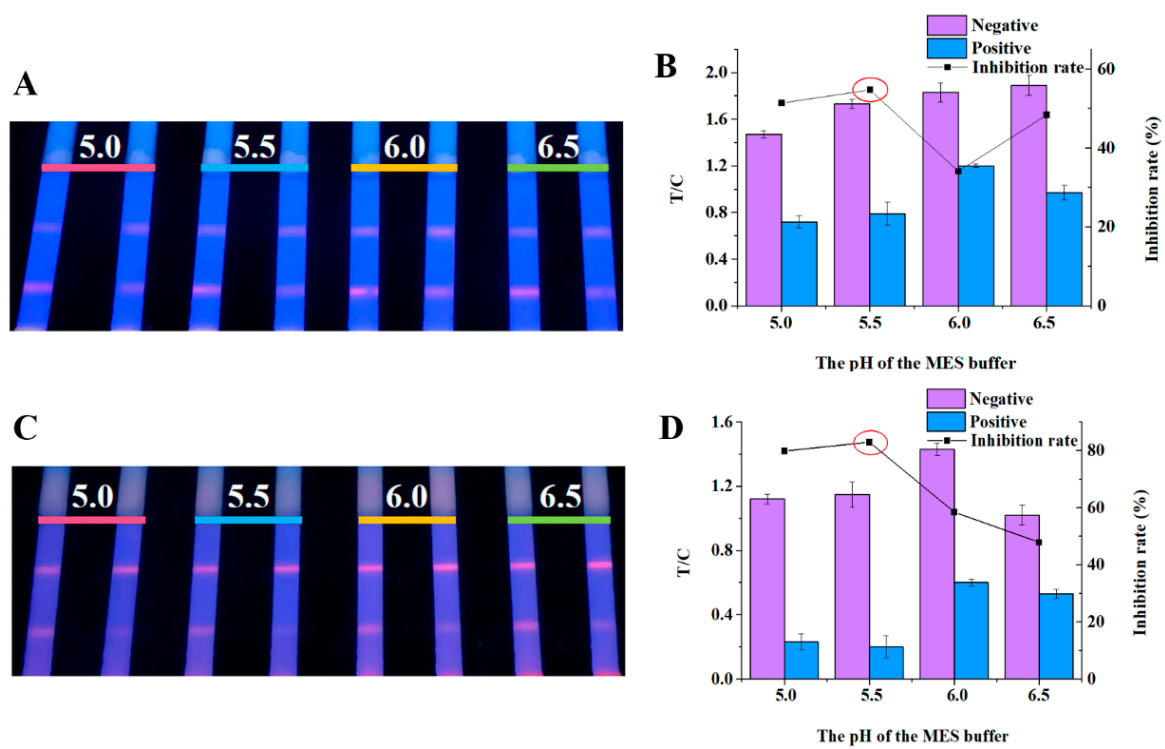 A
5.0 5.5 6.0 6.5
B
Negative
Positive
Inhibition rate
T/C
2.0
1.6
1.2
0.8
0.4
0.0
60
40
20
0
Inhibition rate (%)
5.0 5.5 6.0 6.5
The pH of the MES buffer
C
5.0 5.5 6.0 6.5
D
Negative
Positive
Inhibition rate
T/C
1.6
1.2
0.8
0.4
0.0
80
60
40
20
0
Inhibition rate (%)
5.0 5.5 6.0 6.5
The pH of the MES buffer